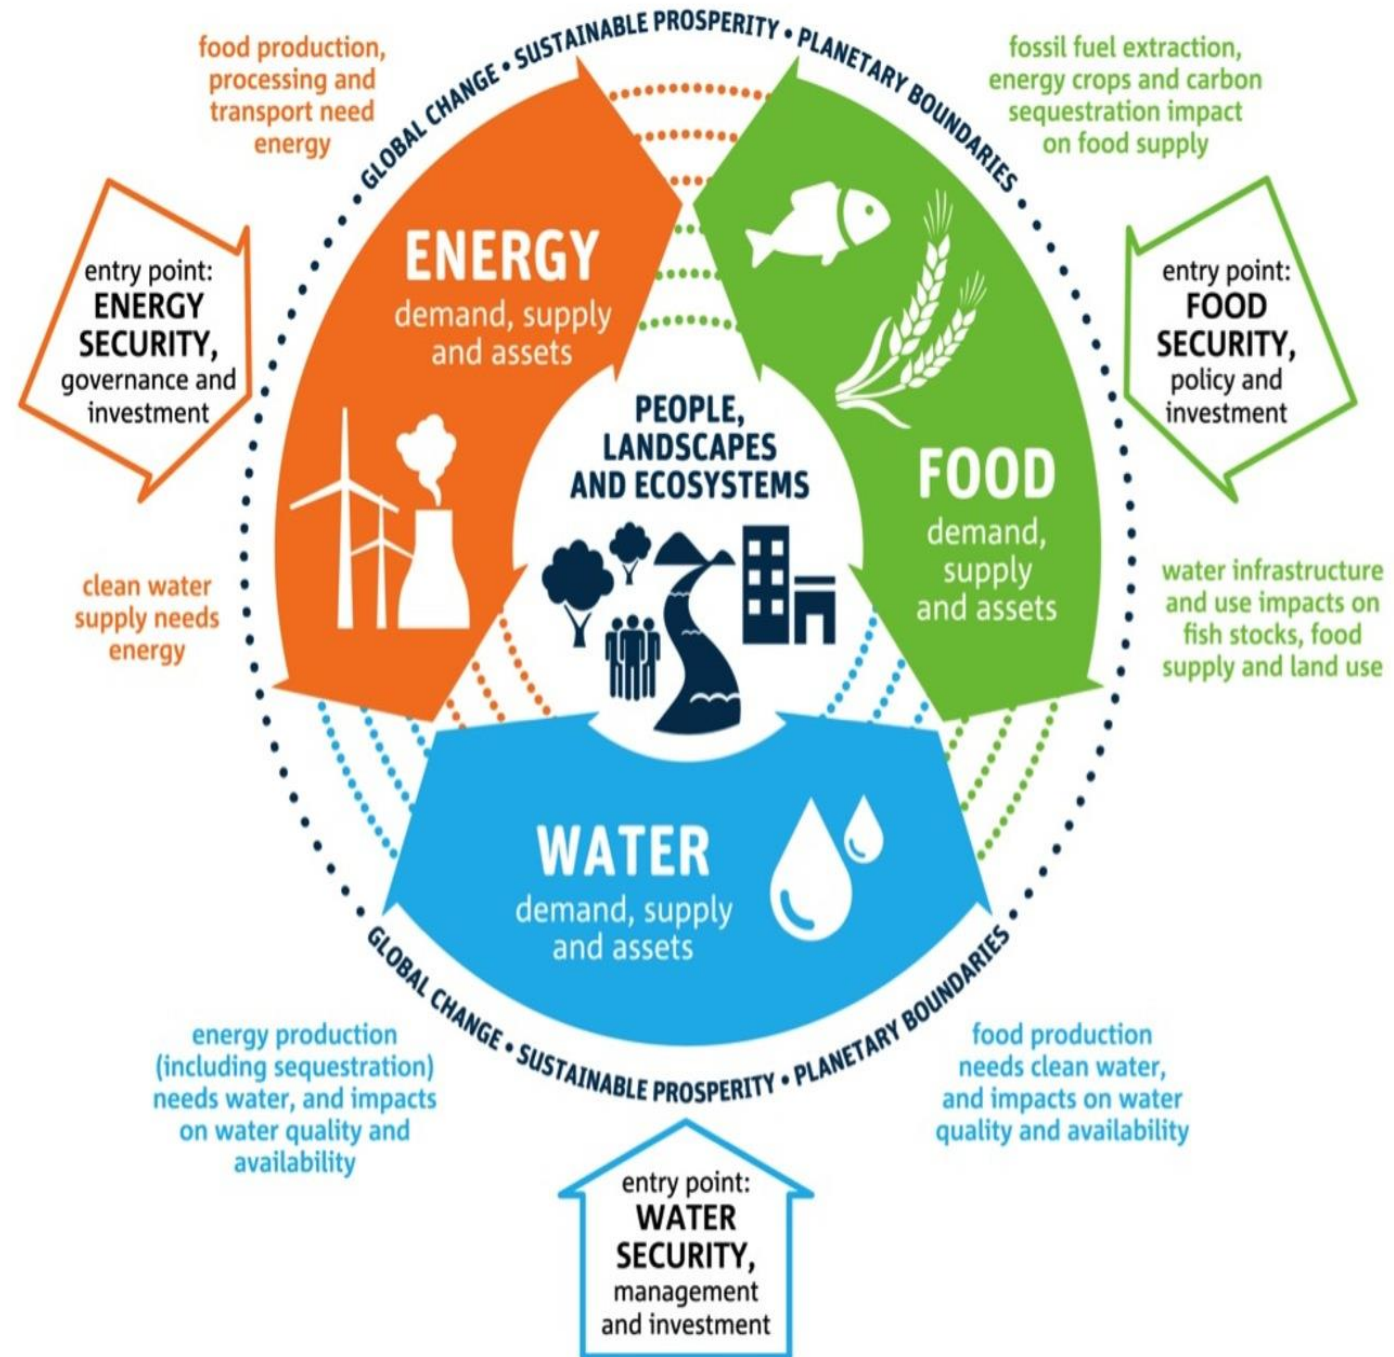 GLOBAL CHANGE • SUSTAINABLE PROSPERITY • PLANETARY BOUNDARIES
food production,
processing and
transport need
energy
fossil fuel extraction,
energy crops and carbon
sequestration impact
on food supply
entry point:
ENERGY
SECURITY,
governance and
investment
ENERGY
demand, supply
and assets
entry point:
FOOD
SECURITY,
policy and
investment
PEOPLE,
LANDSCAPES
AND ECOSYSTEMS
FOOD
demand,
supply
and assets
clean water
supply needs
energy
water infrastructure
and use impacts on
fish stocks, food
supply and land use
WATER
demand, supply
and assets
GLOBAL CHANGE • SUSTAINABLE PROSPERITY • PLANETARY BOUNDARIES
energy production
(including sequestration)
needs water, and impacts
on water quality and
availability
food production
needs clean water,
and impacts on water
quality and availability
entry point:
WATER
SECURITY,
management
and investment